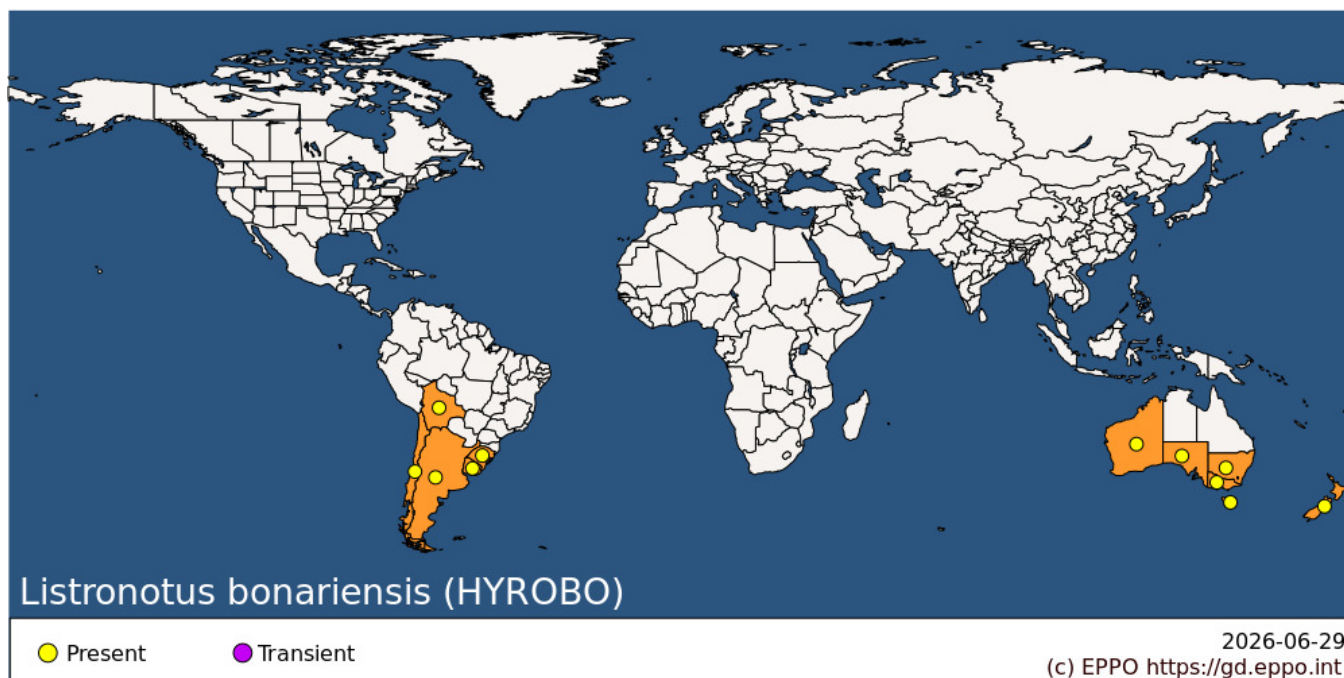 Listronotus bonariensis (HYROBO)
Present
Transient
2026-06-29
(c) EPPO https://gd.eppo.int